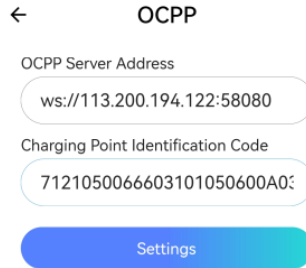 OCPP
OCPP Server Address
ws://113.200.194.122:58080
Charging Point Identification Code
7121050066603101050600A03
Settings